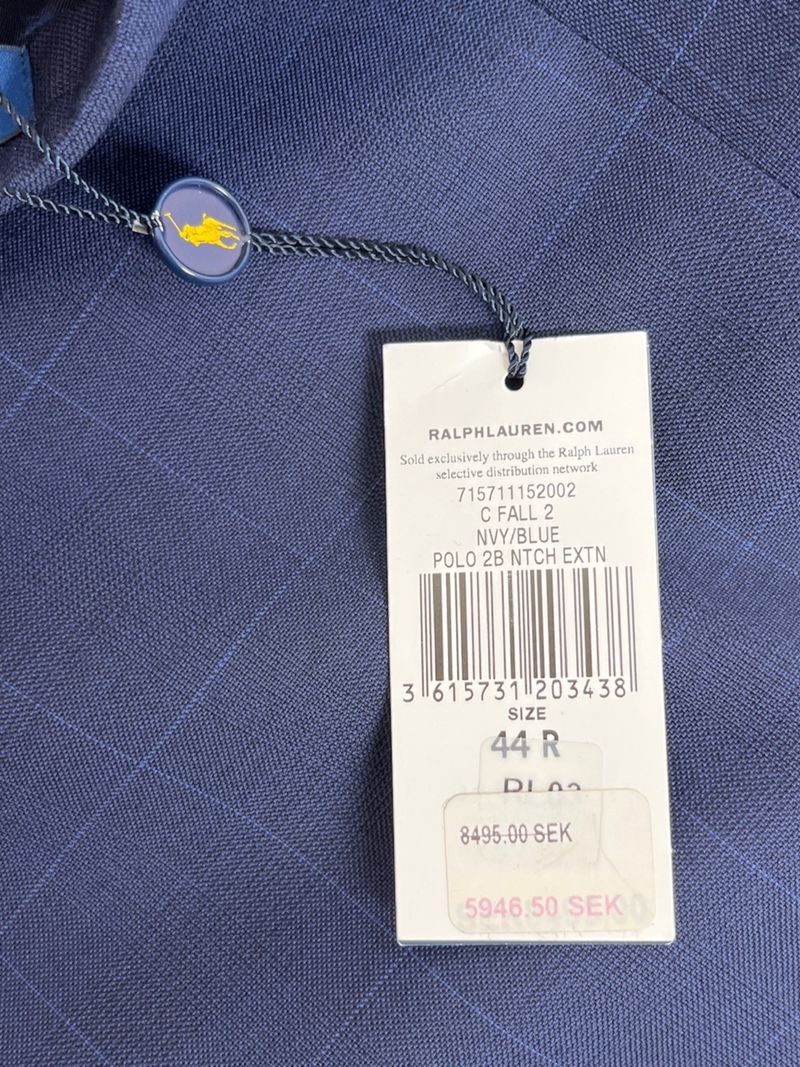 RALPHLAUREN.COM
Sold exclusively through the Ralph Lauren
selective distribution network
715711152002
C FALL 2
NVY/BLUE
POLO 2B NTCH EXTN
3 615731 203438
SIZE
44 R
8495.00 SEK
5946.50 SEK